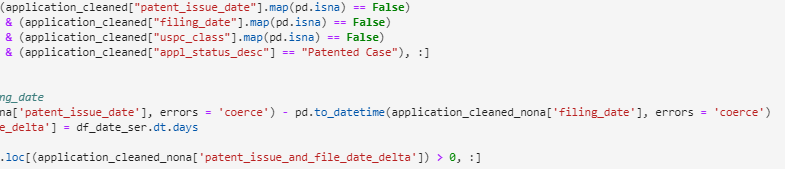 (application_cleaned["patent_issue_date"].map(pd.isna) == False)
& (application_cleaned["filing_date"].map(pd.isna) == False)
& (application_cleaned["uspc_class"].map(pd.isna) == False)
& (application_cleaned["appl_status_desc"] == "Patented Case"), :]
ng_date
na['patent_issue_date'], errors = 'coerce') - pd.to_datetime(application_cleaned_nona['filing_date'], errors = 'coerce')
e_delta'] = df_date_ser.dt.days
.loc[(application_cleaned_nona['patent_issue_and_file_date_delta']) > 0, :]